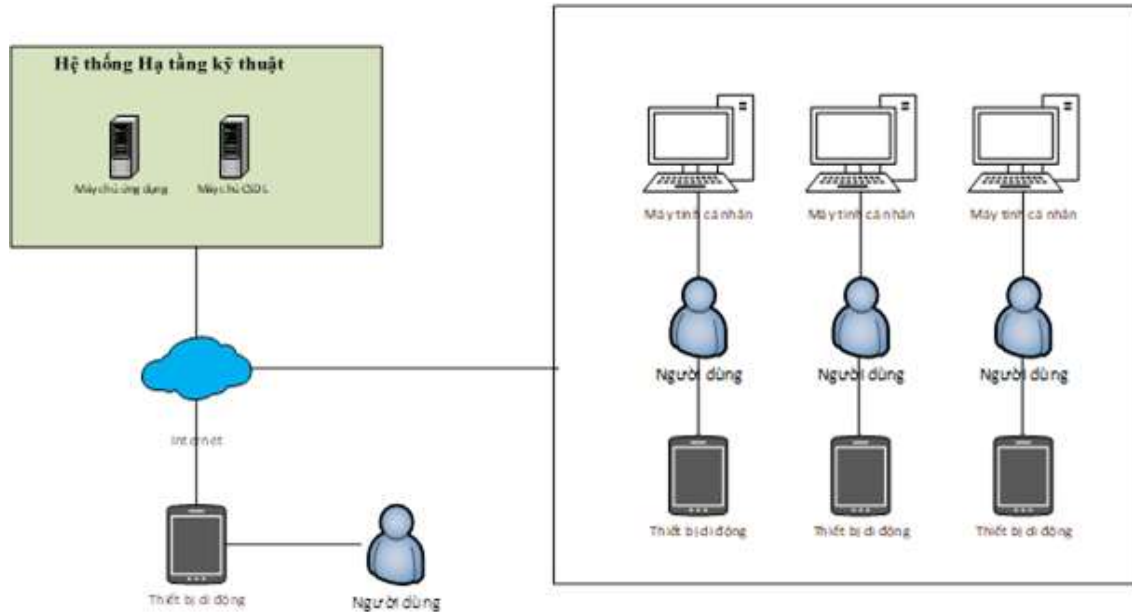 Hệ thống Hạ tầng kỹ thuật
Máy chủ ứng dụng
Máy chủ CSDL
Internet
Thiết bị di động
Người dùng
Máy tính cá nhân
Máy tính cá nhân
Máy tính cá nhân
Người dùng
Người dùng
Người dùng
Thiết bị di động
Thiết bị di động
Thiết bị di động